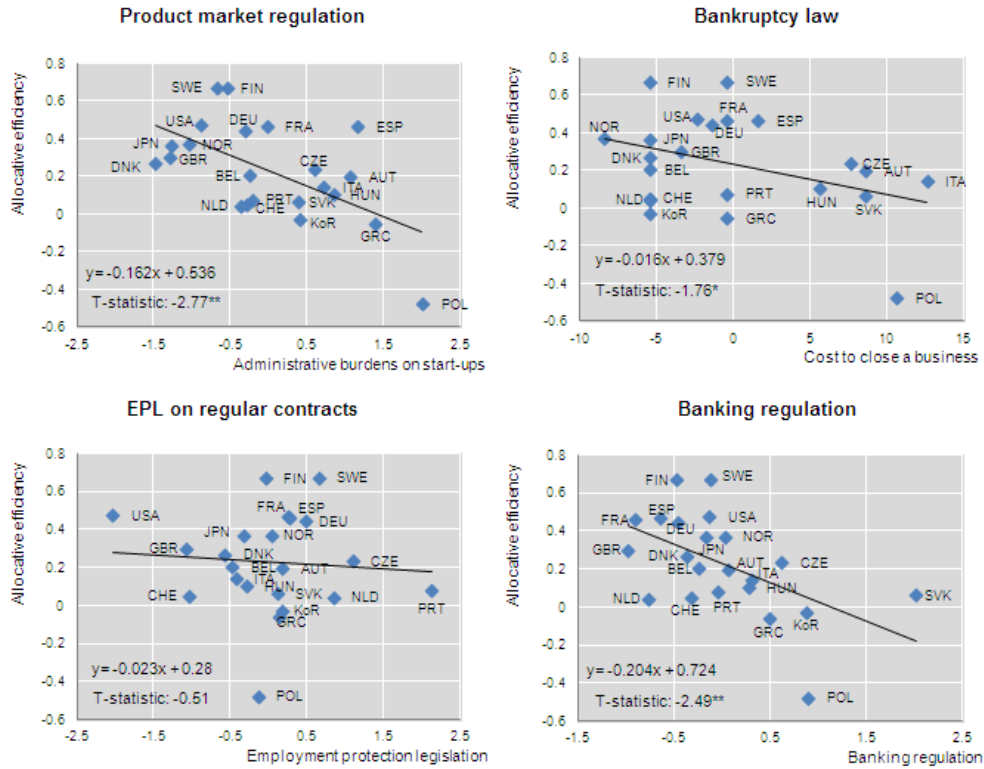 Product market regulation
Allocative efficiency
0.8
0.6
0.4
0.2
0
-0.2
-0.4
-0.6
SWE FIN
USA DEU FRA ESP
JPN NOR
DNK GBR
BEL CZE AUT
ITA
HUN
NLD CHE PRT SVK
KoR
GRC
POL
y= -0.162x + 0.536
T-statistic: -2.77**
-2.5 -1.5 -0.5 0.5 1.5 2.5
Administrative burdens on start-ups
Bankruptcy law
Allocative efficiency
0.8
0.6
0.4
0.2
0
-0.2
-0.4
-0.6
FIN SWE
USA FRA ESP
NOR DEU
JPN
DNK GBR
BEL CZE AUT
ITA
NLD CHE PRT HUN SVK
KoR GRC
POL
y= -0.016x + 0.379
T-statistic: -1.76*
-10 -5 0 5 10 15
Cost to close a business
EPL on regular contracts
Allocative efficiency
0.8
0.6
0.4
0.2
0
-0.2
-0.4
-0.6
FIN SWE
USA FRA ESP
DEU
JPN NOR
GBR DNK CZE
BEL AUT
ITA
HUN
CHE SVK NLD PRT
KoR
GRC
POL
y= -0.023x + 0.28
T-statistic: -0.51
-2.5 -1.5 -0.5 0.5 1.5 2.5
Employment protection legislation
Banking regulation
Allocative efficiency
0.8
0.6
0.4
0.2
0
-0.2
-0.4
-0.6
FIN SWE
FRA ESP USA
DEU
JPN NOR
GBR DNK
BEL AUT CZE
ITA
HUN
NLD CHE PRT SVK
GRC KoR
POL
y= -0.204x + 0.724
T-statistic: -2.49**
-1.5 -0.5 0.5 1.5 2.5
Banking regulation